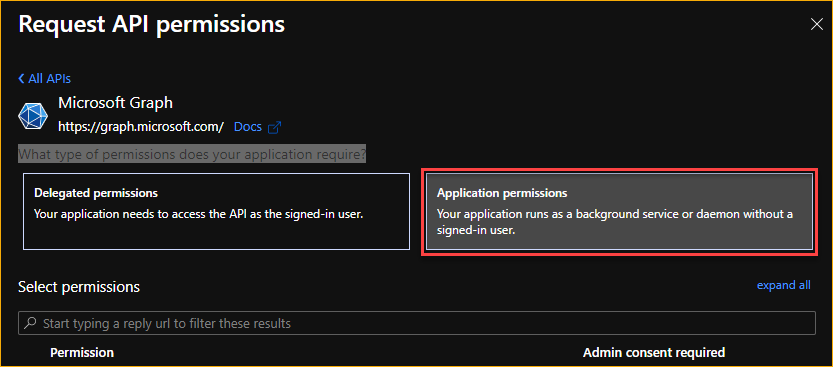 Request API permissions
All APIs
Microsoft Graph
https://graph.microsoft.com/ Docs
What type of permissions does your application require?
Delegated permissions
Your application needs to access the API as the signed-in user.
Application permissions
Your application runs as a background service or daemon without a
signed-in user.
Select permissions
expand all
Start typing a reply url to filter these results
Permission
Admin consent required